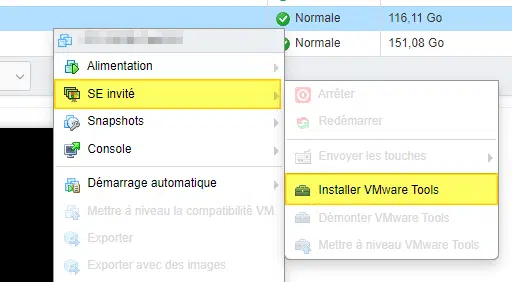 Normale 116,11 Go
Normale 151,08 Go
Alimentation
SE invité
Snapshots
Console
Démarrage automatique
Mettre à niveau la compatibilité VM
Exporter
Exporter avec des images
Arrêter
Redémarrer
Envoyer les touches
Installer VMware Tools
Démonter VMware Tools
Mettre à niveau VMware Tools